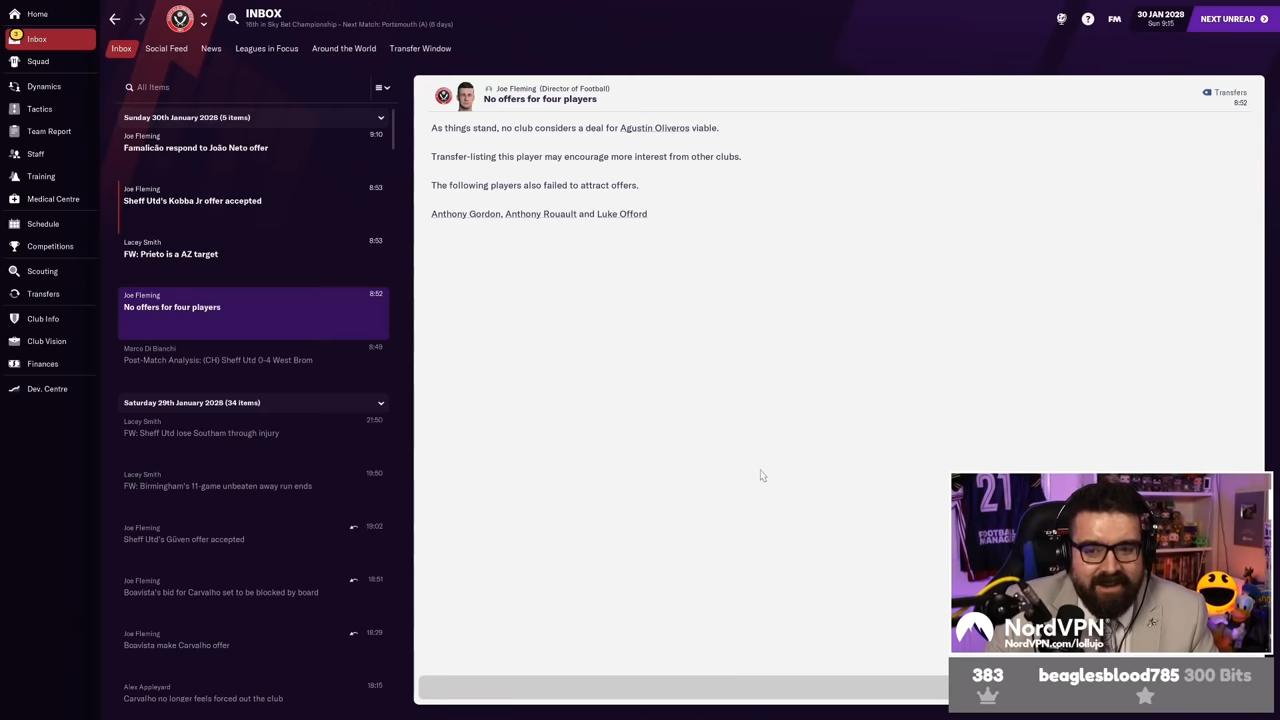 Home
3
Inbox
Squad
Dynamics
Tactics
Team Report
Staff
Training
Medical Centre
Schedule
Competitions
Scouting
Transfers
Club Info
Club Vision
Finances
Dev. Centre
INBOX
16th in Sky Bet Championship - Next Match: Portsmouth (A) (6 days)
FM
30 JAN 2028
Sun 9:15
NEXT UNREAD
Inbox Social Feed News Leagues in Focus Around the World Transfer Window
All Items
Sunday 30th January 2028 (5 items)
Joe Fleming 9:10
Famalicão respond to João Neto offer
Joe Fleming 8:53
Sheff Utd's Kobba Jr offer accepted
Lacey Smith 8:53
FW: Prieto is a AZ target
Joe Fleming 8:52
No offers for four players
Marco Di Bianchi 8:49
Post-Match Analysis: (CH) Sheff Utd 0-4 West Brom
Saturday 29th January 2028 (34 items)
Lacey Smith 21:50
FW: Sheff Utd lose Southam through injury
Lacey Smith 19:50
FW: Birmingham's 11-game unbeaten away run ends
Joe Fleming 19:02
Sheff Utd's Güven offer accepted
Joe Fleming 18:51
Boavista's bid for Carvalho set to be blocked by board
Joe Fleming 18:29
Boavista make Carvalho offer
Alex Appleyard 18:15
Carvalho no longer feels forced out the club
Joe Fleming (Director of Football)
No offers for four players
Transfers
8:52
As things stand, no club considers a deal for Agustín Oliveros viable.
Transfer-listing this player may encourage more interest from other clubs.
The following players also failed to attract offers.
Anthony Gordon, Anthony Rouault and Luke Offord
21
FOOTBALL
MANAGER
NordVPN
NordVPN.com/lollujo
383 beaglesblood785 300 Bits